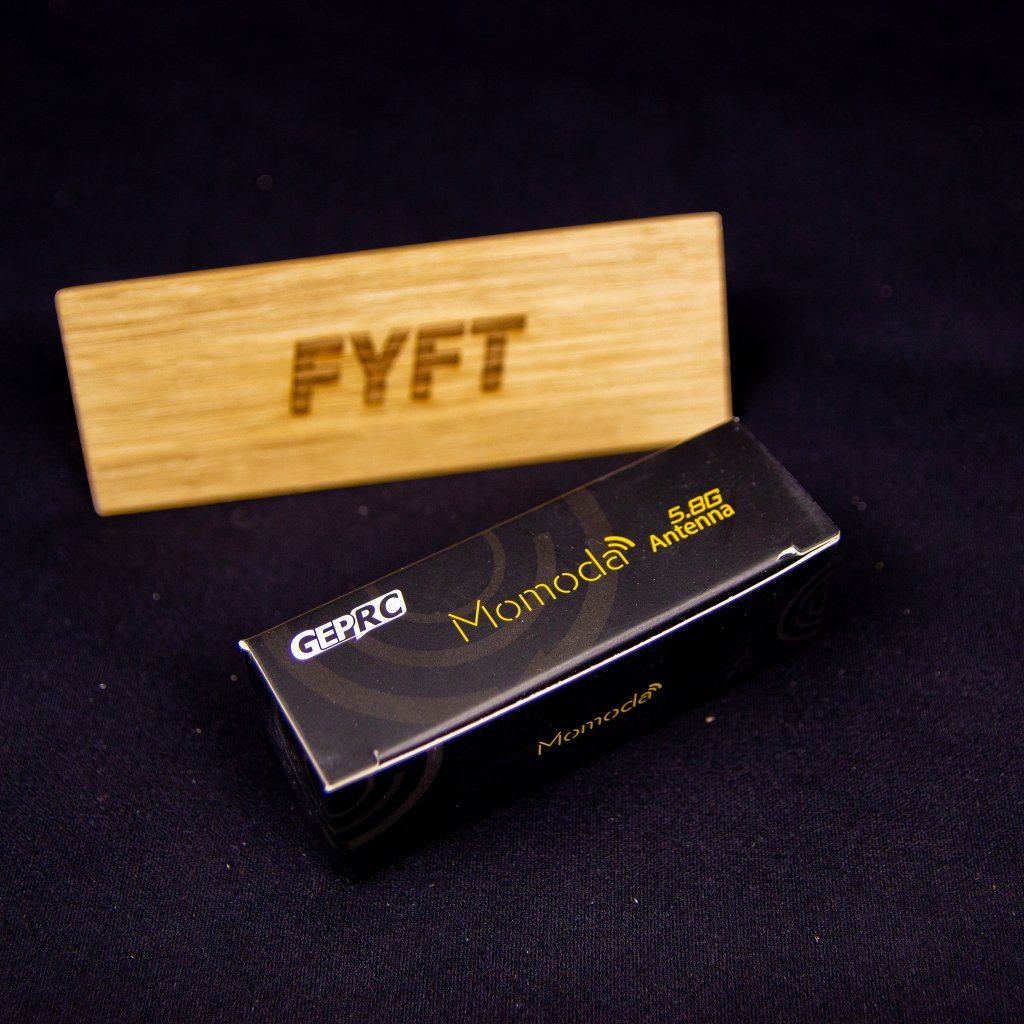 FYFT
GEPRC
Momoda
5.8G
Antenna
Momoda